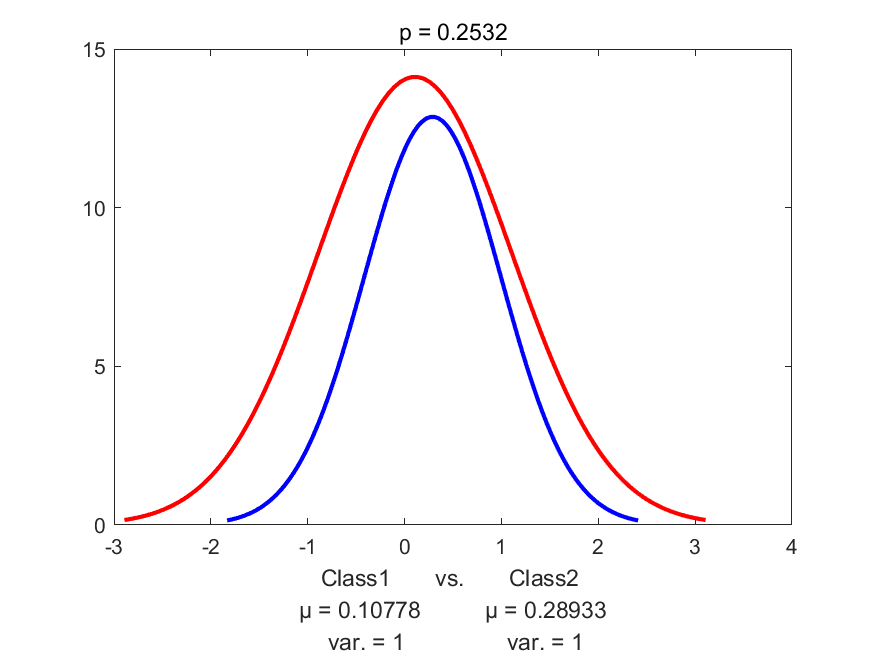 p = 0.2532
15
10
5
0
-3 -2 -1 0 1 2 3 4
Class1 vs. Class2
μ = 0.10778 μ = 0.28933
var. = 1 var. = 1